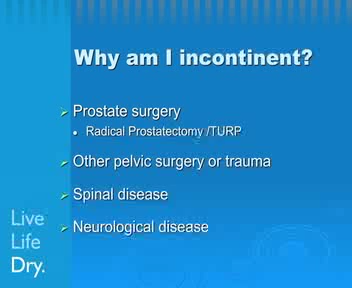 Why am I incontinent?
Prostate surgery
Radical Prostatectomy /TURP
Other pelvic surgery or trauma
Spinal disease
Neurological disease
Live
Life
Dry.